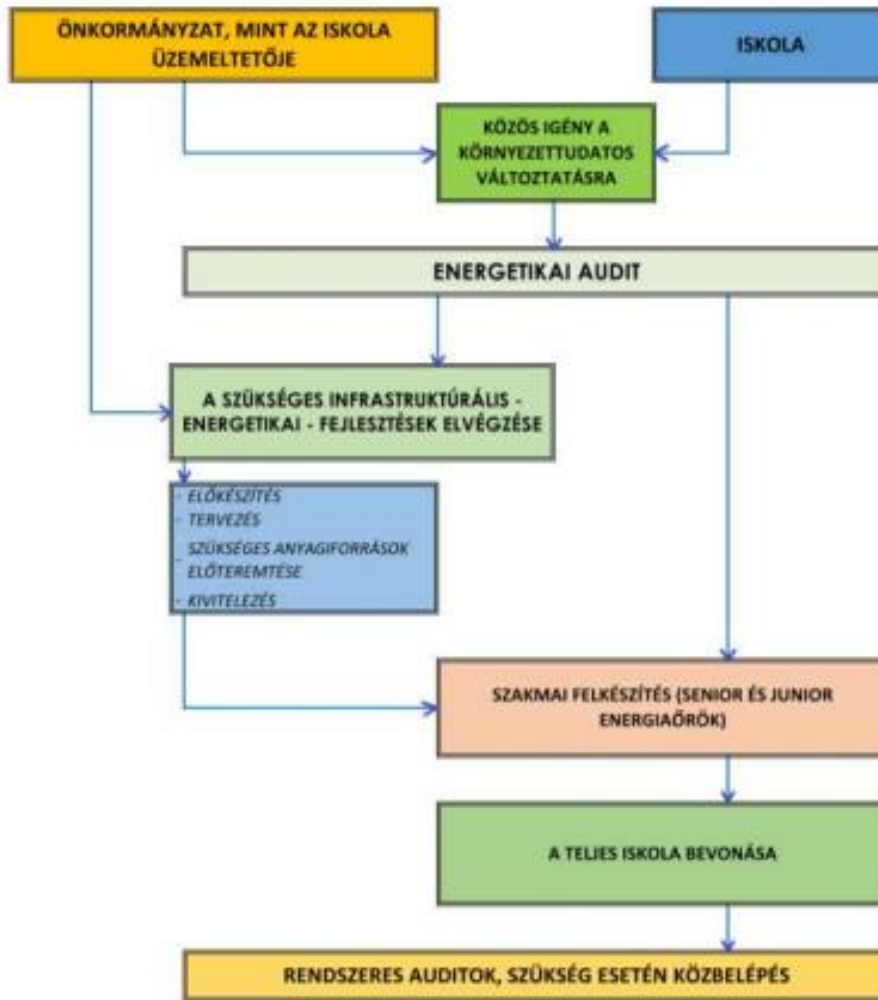 ÖNKORMÁNYZAT, MINT AZ ISKOLA
ÜZEMELTETŐJE
ISKOLA
KÖZÖS IGÉNY A
KÖRNYEZETTUDATOS
VÁLTOZTATÁSRA
ENERGETIKAI AUDIT
A SZÜKSÉGES INFRASTRUKTÚRÁLIS -
ENERGETIKAI - FEJLESZTÉSEK ELVÉGZÉSE
- ELŐKÉSZÍTÉS
- TERVEZÉS
- SZÜKSÉGES ANYAGIFORRÁSOK
ELŐTEREMTÉSE
- KIVITELEZÉS
SZAKMAI FELKÉSZÍTÉS (SENIOR ÉS JUNIOR
ENERGIAŐRÖK)
A TELJES ISKOLA BEVONÁSA
RENDSZERES AUDITOK, SZÜKSÉG ESETÉN KÖZBELÉPÉS